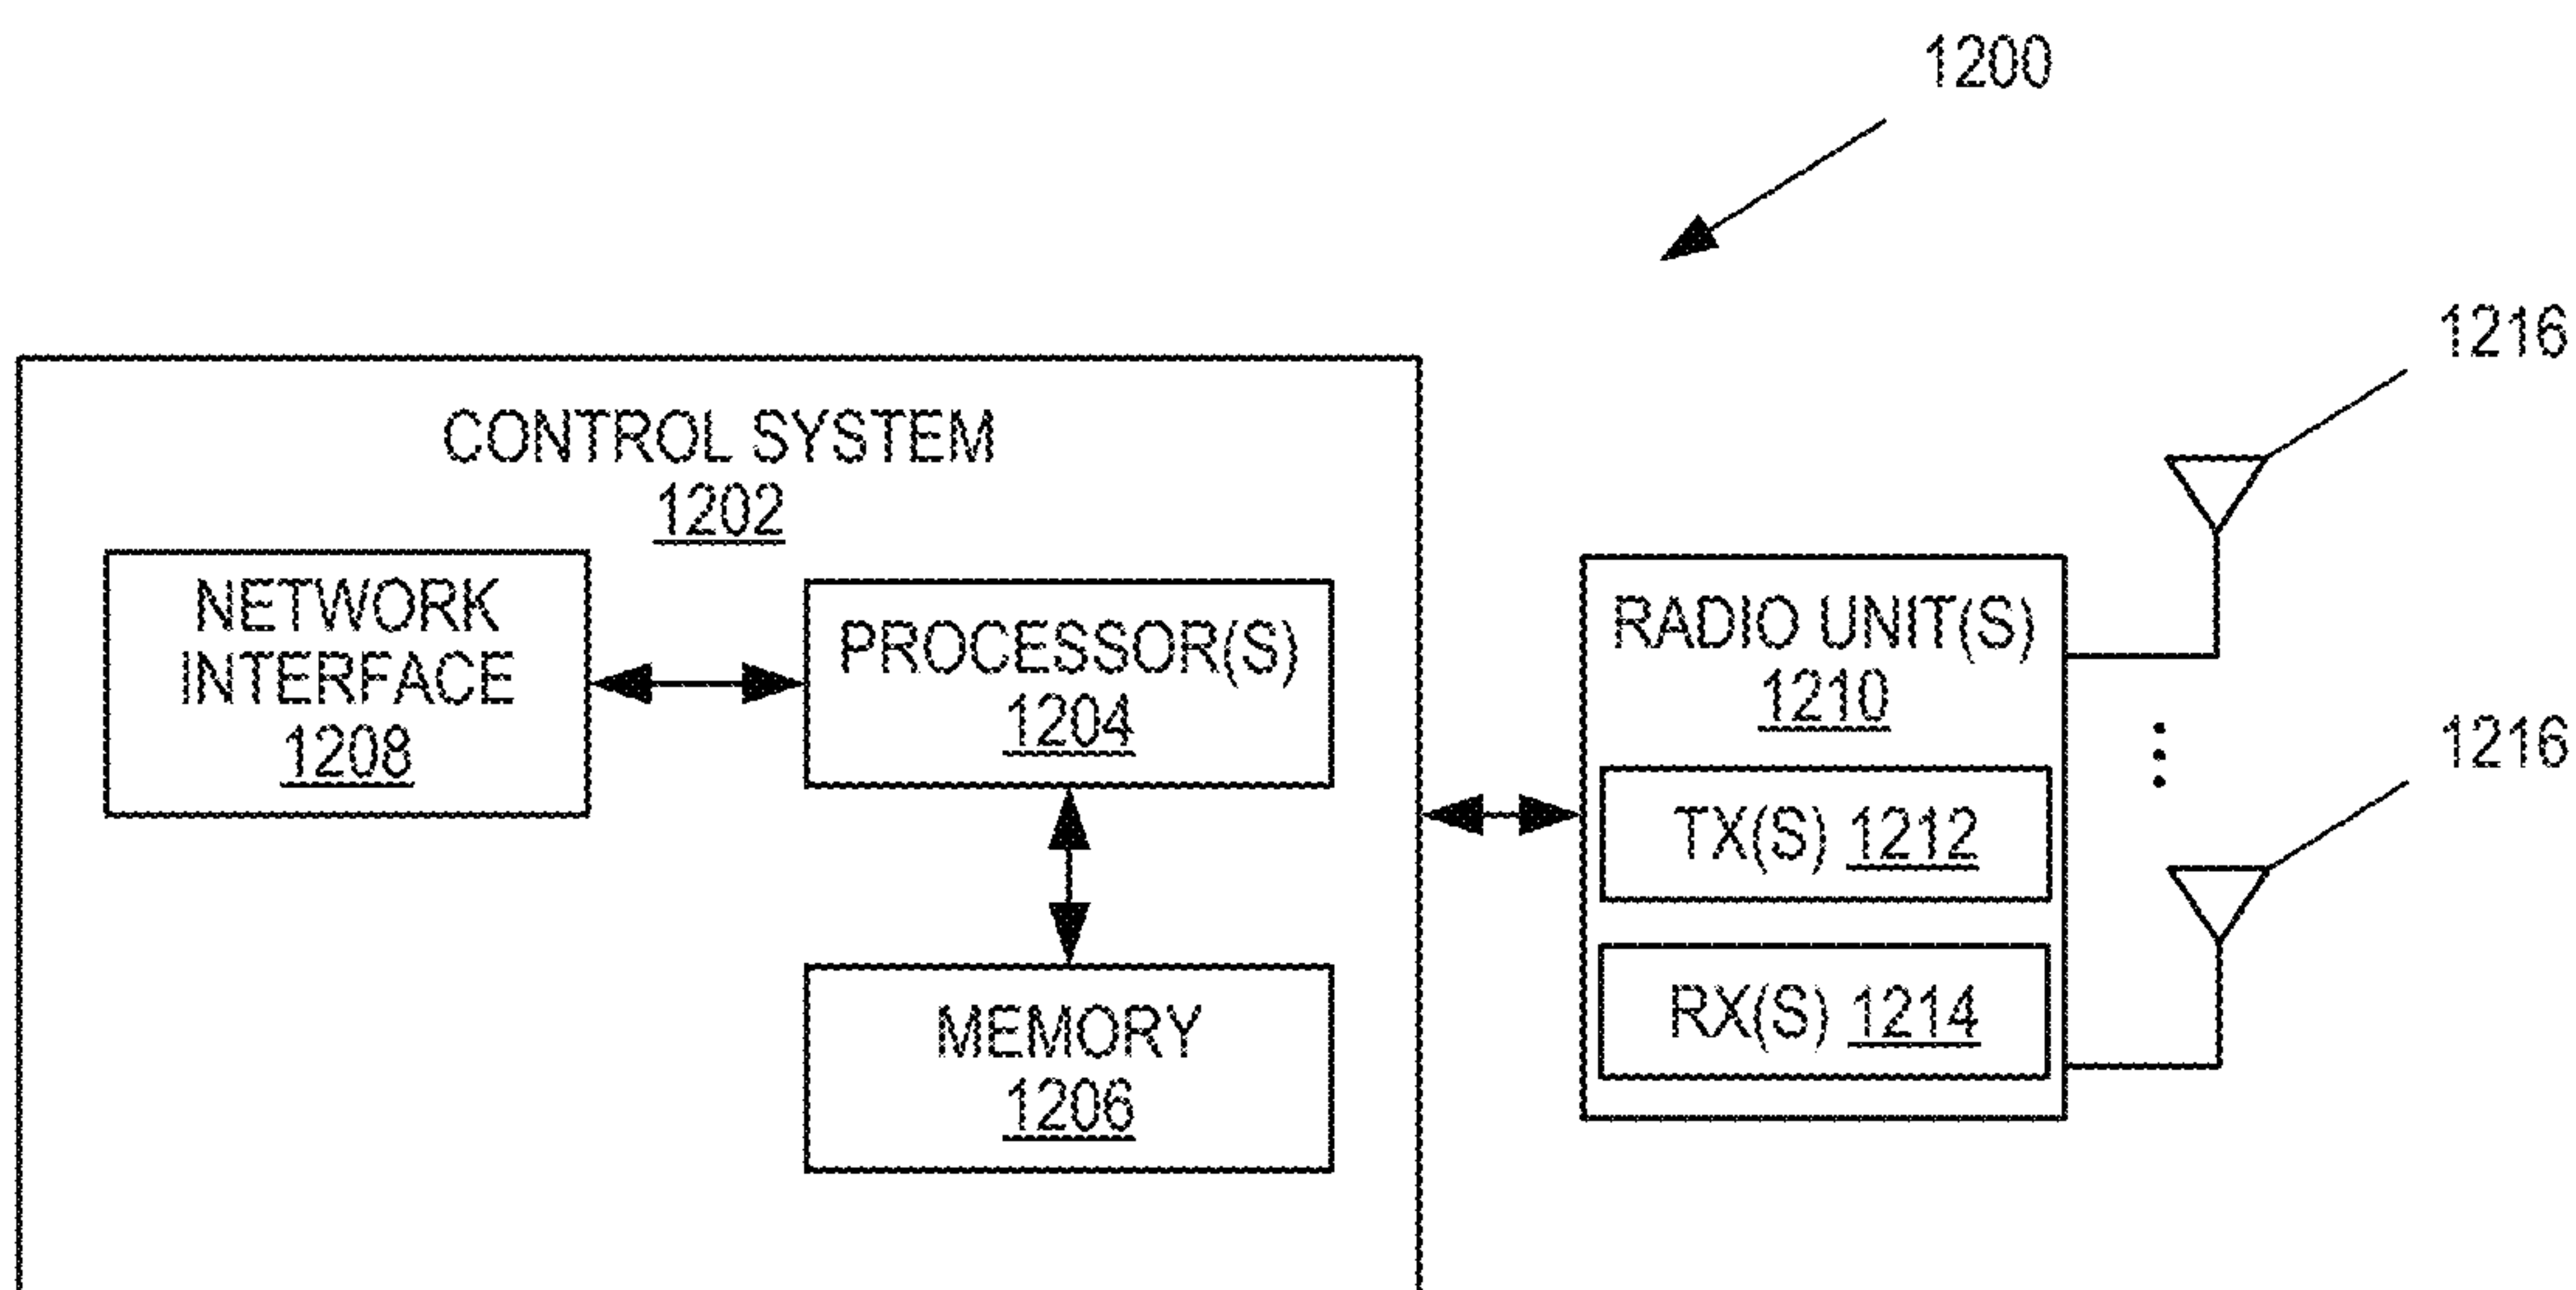 1200
1216
CONTROL SYSTEM
1202
NETWORK
INTERFACE
1208
PROCESSOR(S)
1204
MEMORY
1206
RADIO UNIT(S)
1210
TX(S) 1212
RX(S) 1214
1216